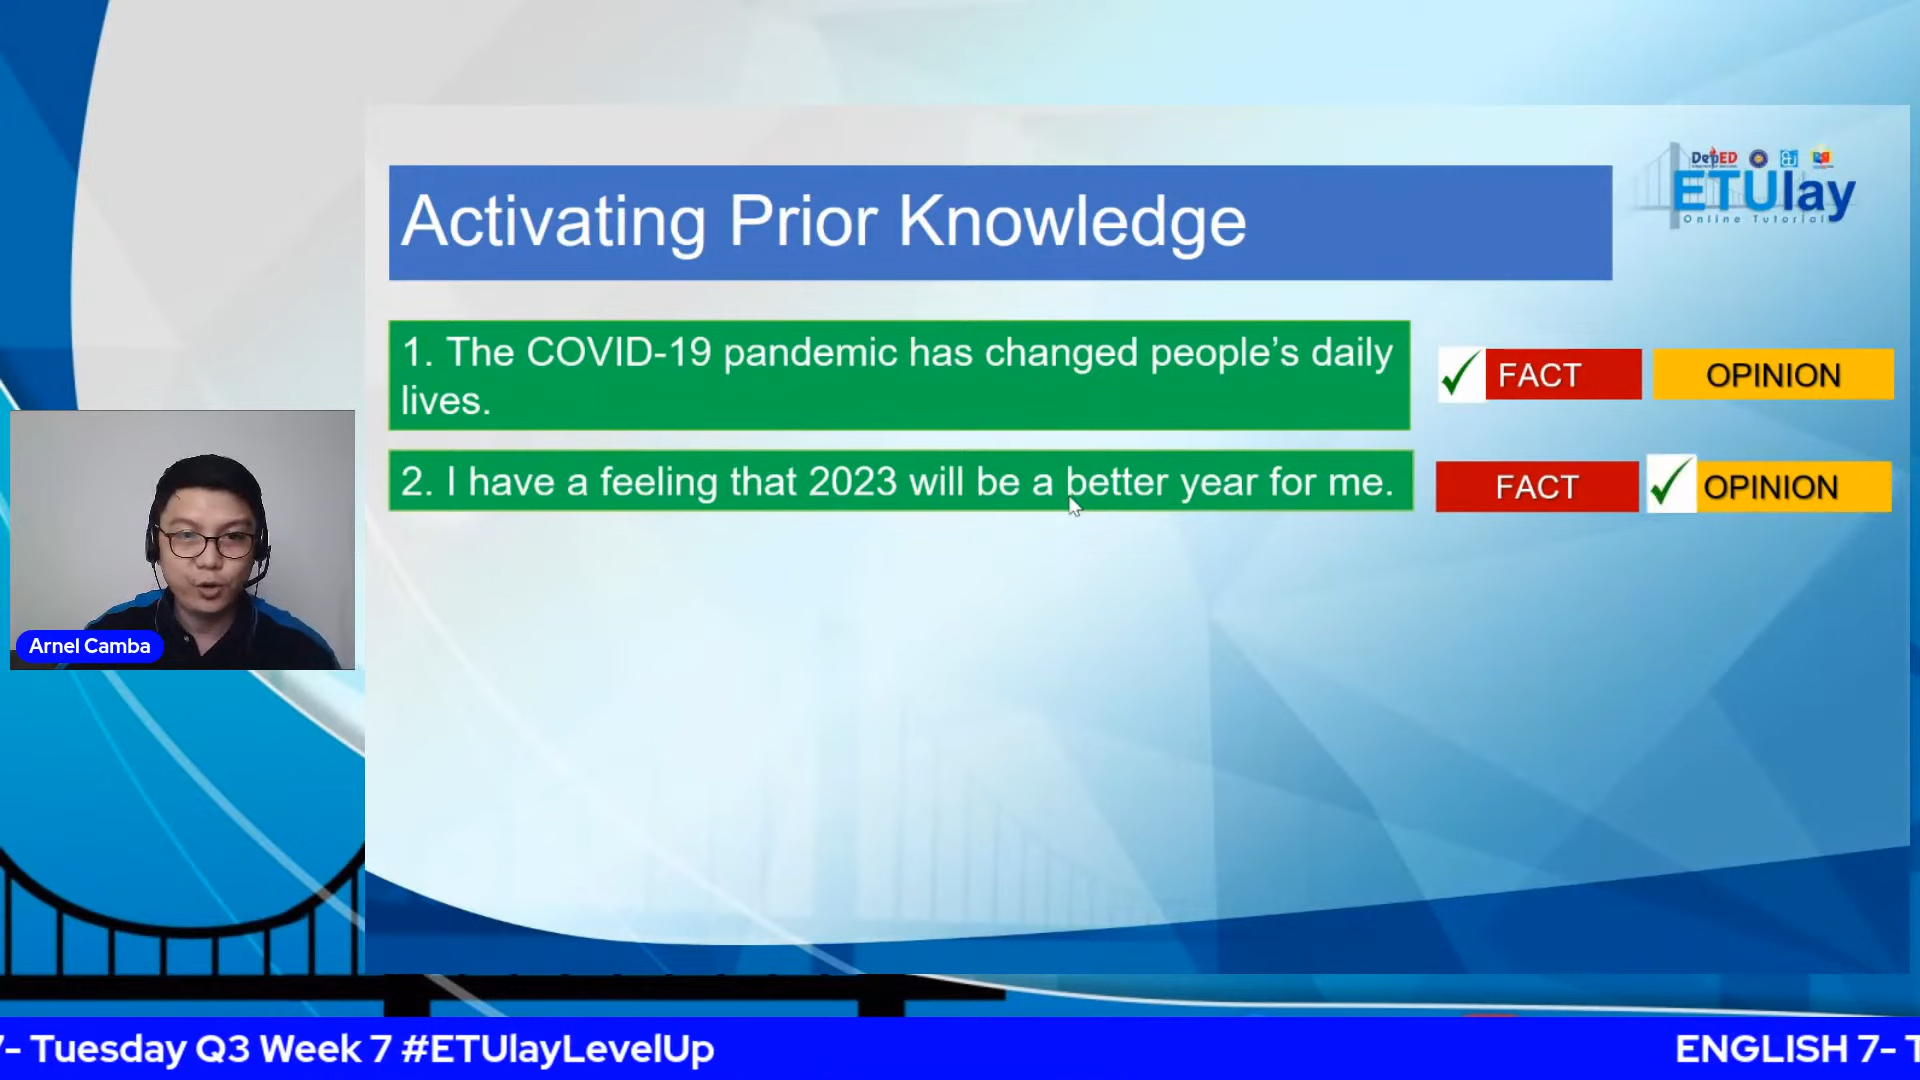 Activating Prior Knowledge
DepED
ETUlay
Online Tutorial
1. The COVID-19 pandemic has changed people’s daily
lives.
FACT
OPINION
2. I have a feeling that 2023 will be a better year for me.
FACT
OPINION
Arnel Camba
7- Tuesday Q3 Week 7 #ETUlayLevelUp
ENGLISH 7- T